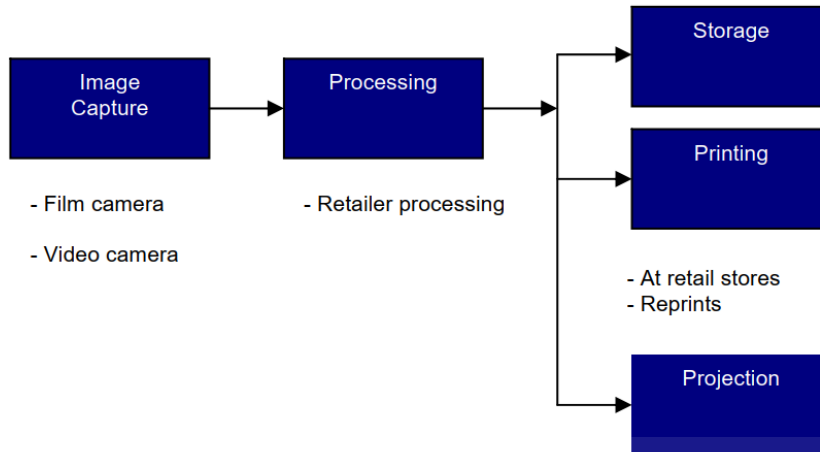 Image
Capture
- Film camera
- Video camera
Processing
- Retailer processing
Storage
Printing
- At retail stores
- Reprints
Projection